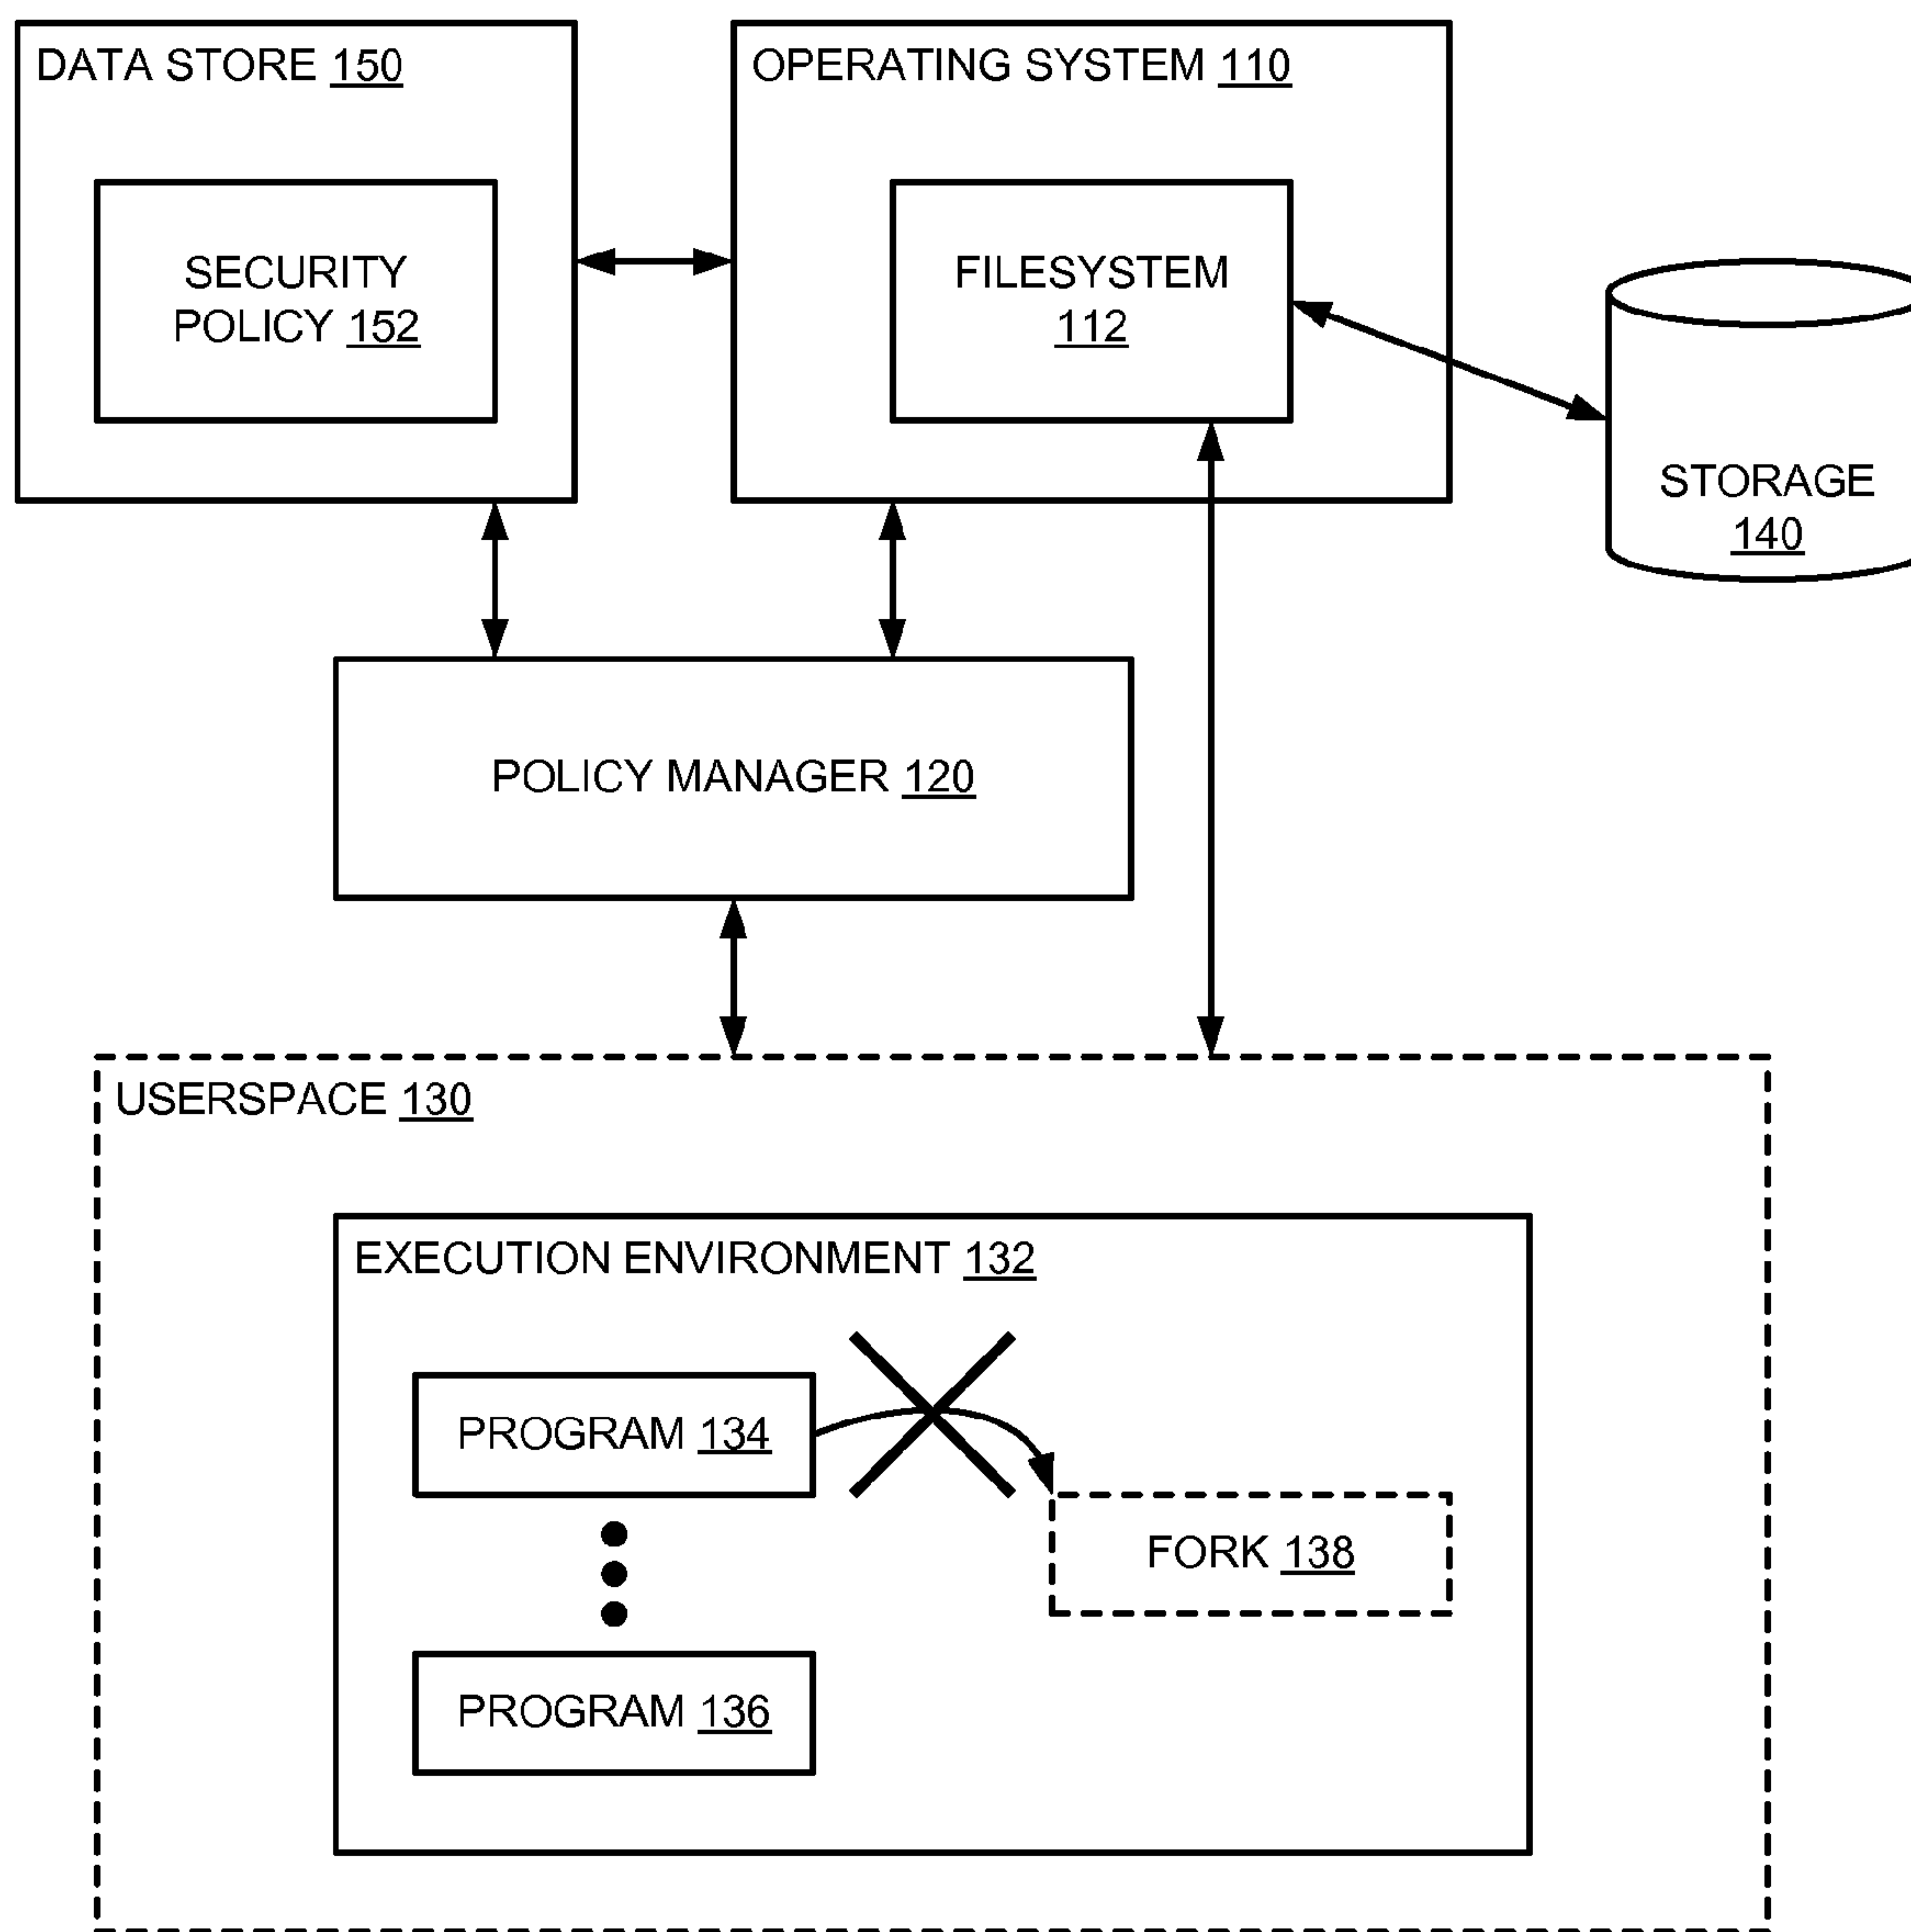 DATA STORE 150
OPERATING SYSTEM 110
SECURITY
POLICY 152
FILESYSTEM
112
STORAGE
140
POLICY MANAGER 120
USERSPACE 130
EXECUTION ENVIRONMENT 132
PROGRAM 134
FORK 138
PROGRAM 136